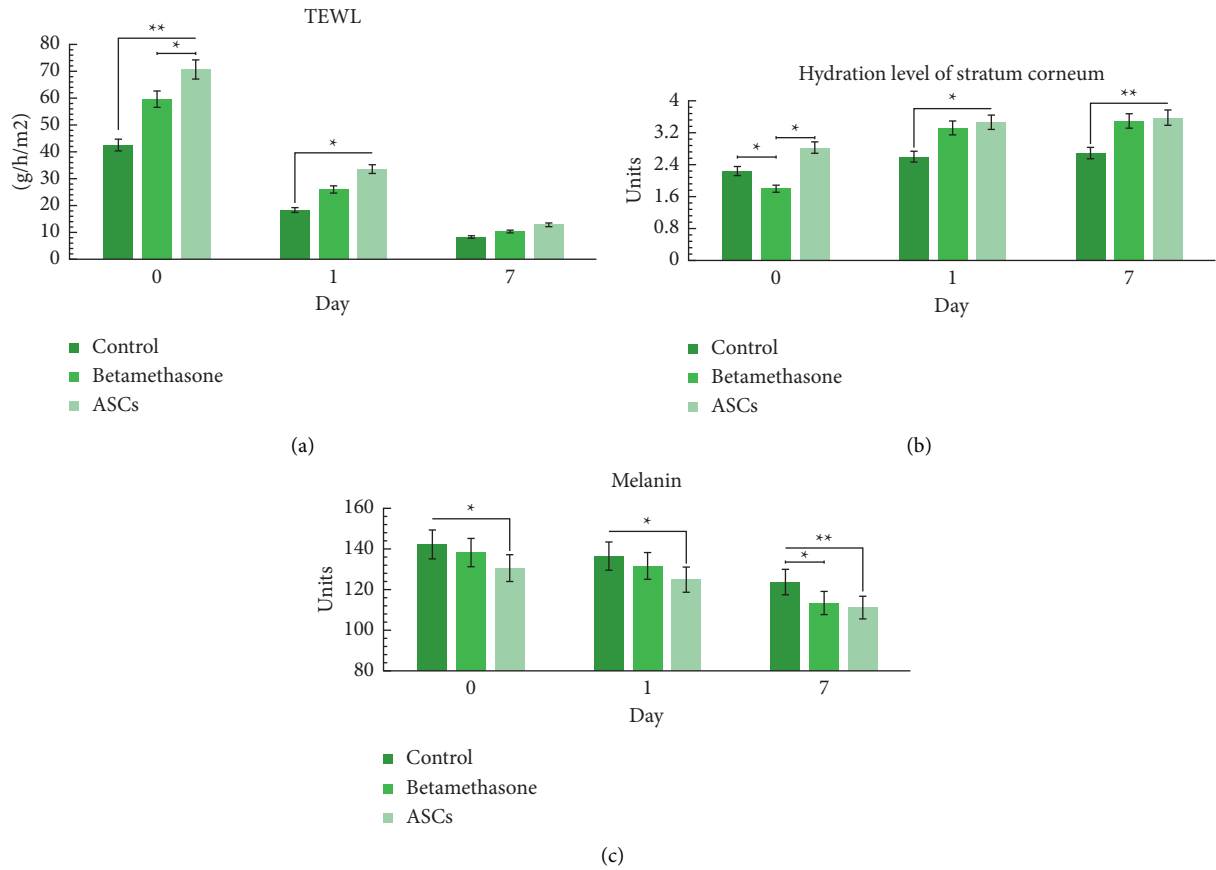 TEWL
**
*
*
(g/h/m2)
80
70
60
50
40
30
20
10
0
0 1 7
Day
Control
Betamethasone
ASCs
(a)
Hydration level of stratum corneum
*
*
*
**
Units
4
3.2
2.4
1.6
0.8
0
0 1 7
Day
Control
Betamethasone
ASCs
(b)
Melanin
*
*
**
*
Units
160
140
120
100
80
0 1 7
Day
Control
Betamethasone
ASCs
(c)